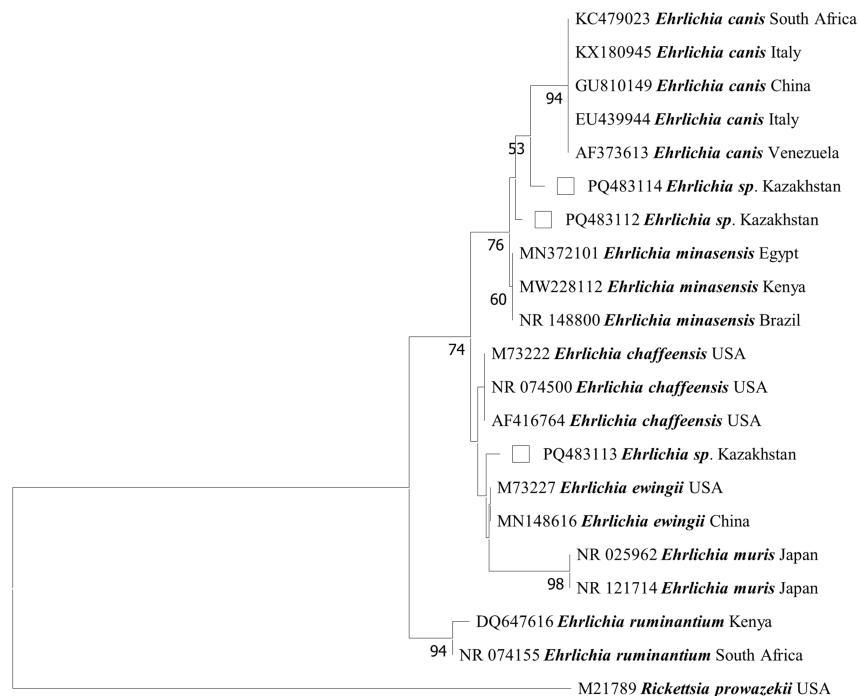 KC479023 Ehrlichia canis South Africa
KX180945 Ehrlichia canis Italy
GU810149 Ehrlichia canis China
94
EU439944 Ehrlichia canis Italy
53
AF373613 Ehrlichia canis Venezuela
PQ483114 Ehrlichia sp. Kazakhstan
PQ483112 Ehrlichia sp. Kazakhstan
76
MN372101 Ehrlichia minasensis Egypt
MW228112 Ehrlichia minasensis Kenya
60
NR 148800 Ehrlichia minasensis Brazil
74
M73222 Ehrlichia chaffeensis USA
NR 074500 Ehrlichia chaffeensis USA
AF416764 Ehrlichia chaffeensis USA
PQ483113 Ehrlichia sp. Kazakhstan
M73227 Ehrlichia ewingii USA
MN148616 Ehrlichia ewingii China
NR 025962 Ehrlichia muris Japan
98
NR 121714 Ehrlichia muris Japan
DQ647616 Ehrlichia ruminantium Kenya
94
NR 074155 Ehrlichia ruminantium South Africa
M21789 Rickettsia prowazekii USA